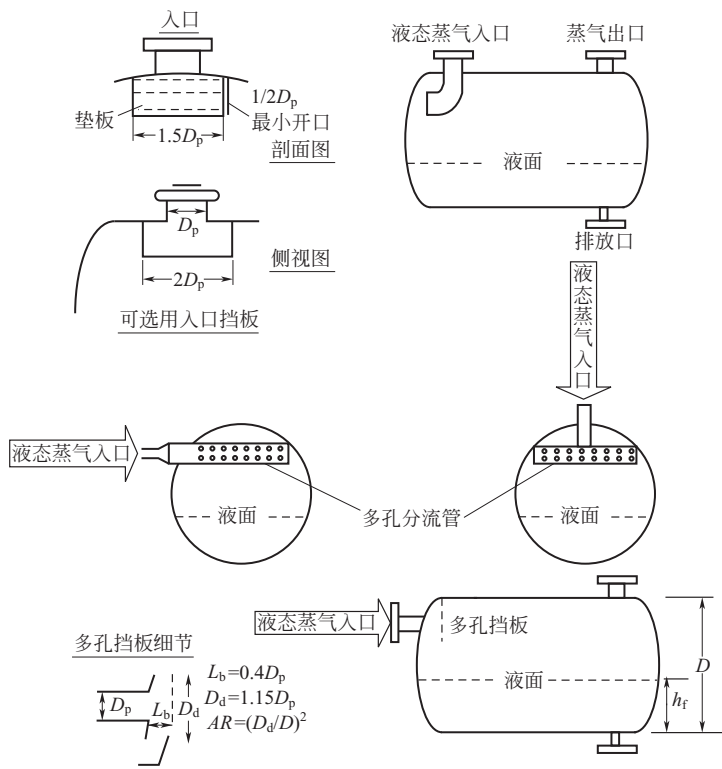 入口
垫板
1/2Dp
最小开口
1.5Dp
剖面图
Dp
侧视图
2Dp
可选用入口挡板
液态蒸气入口
蒸气出口
液面
排放口
液态蒸气入口
液态蒸气入口
液面
多孔分流管
液面
液态蒸气入口
多孔挡板
液面
D
hf
多孔挡板细节
Dp
Lb
Dd
Lb=0.4Dp
Dd=1.15Dp
AR=(Dd/D)²